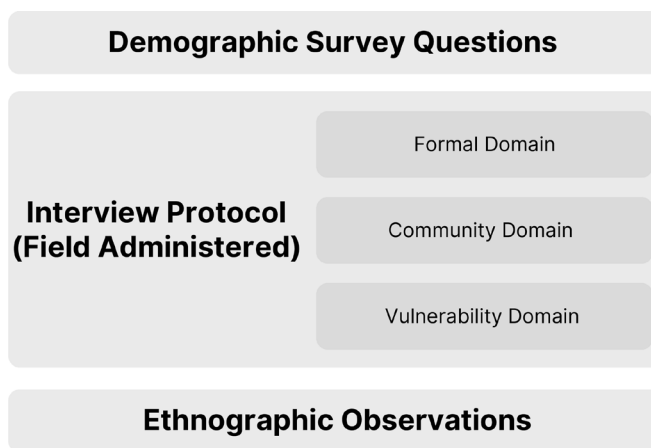 Demographic Survey Questions
Interview Protocol
(Field Administered)
Formal Domain
Community Domain
Vulnerability Domain
Ethnographic Observations